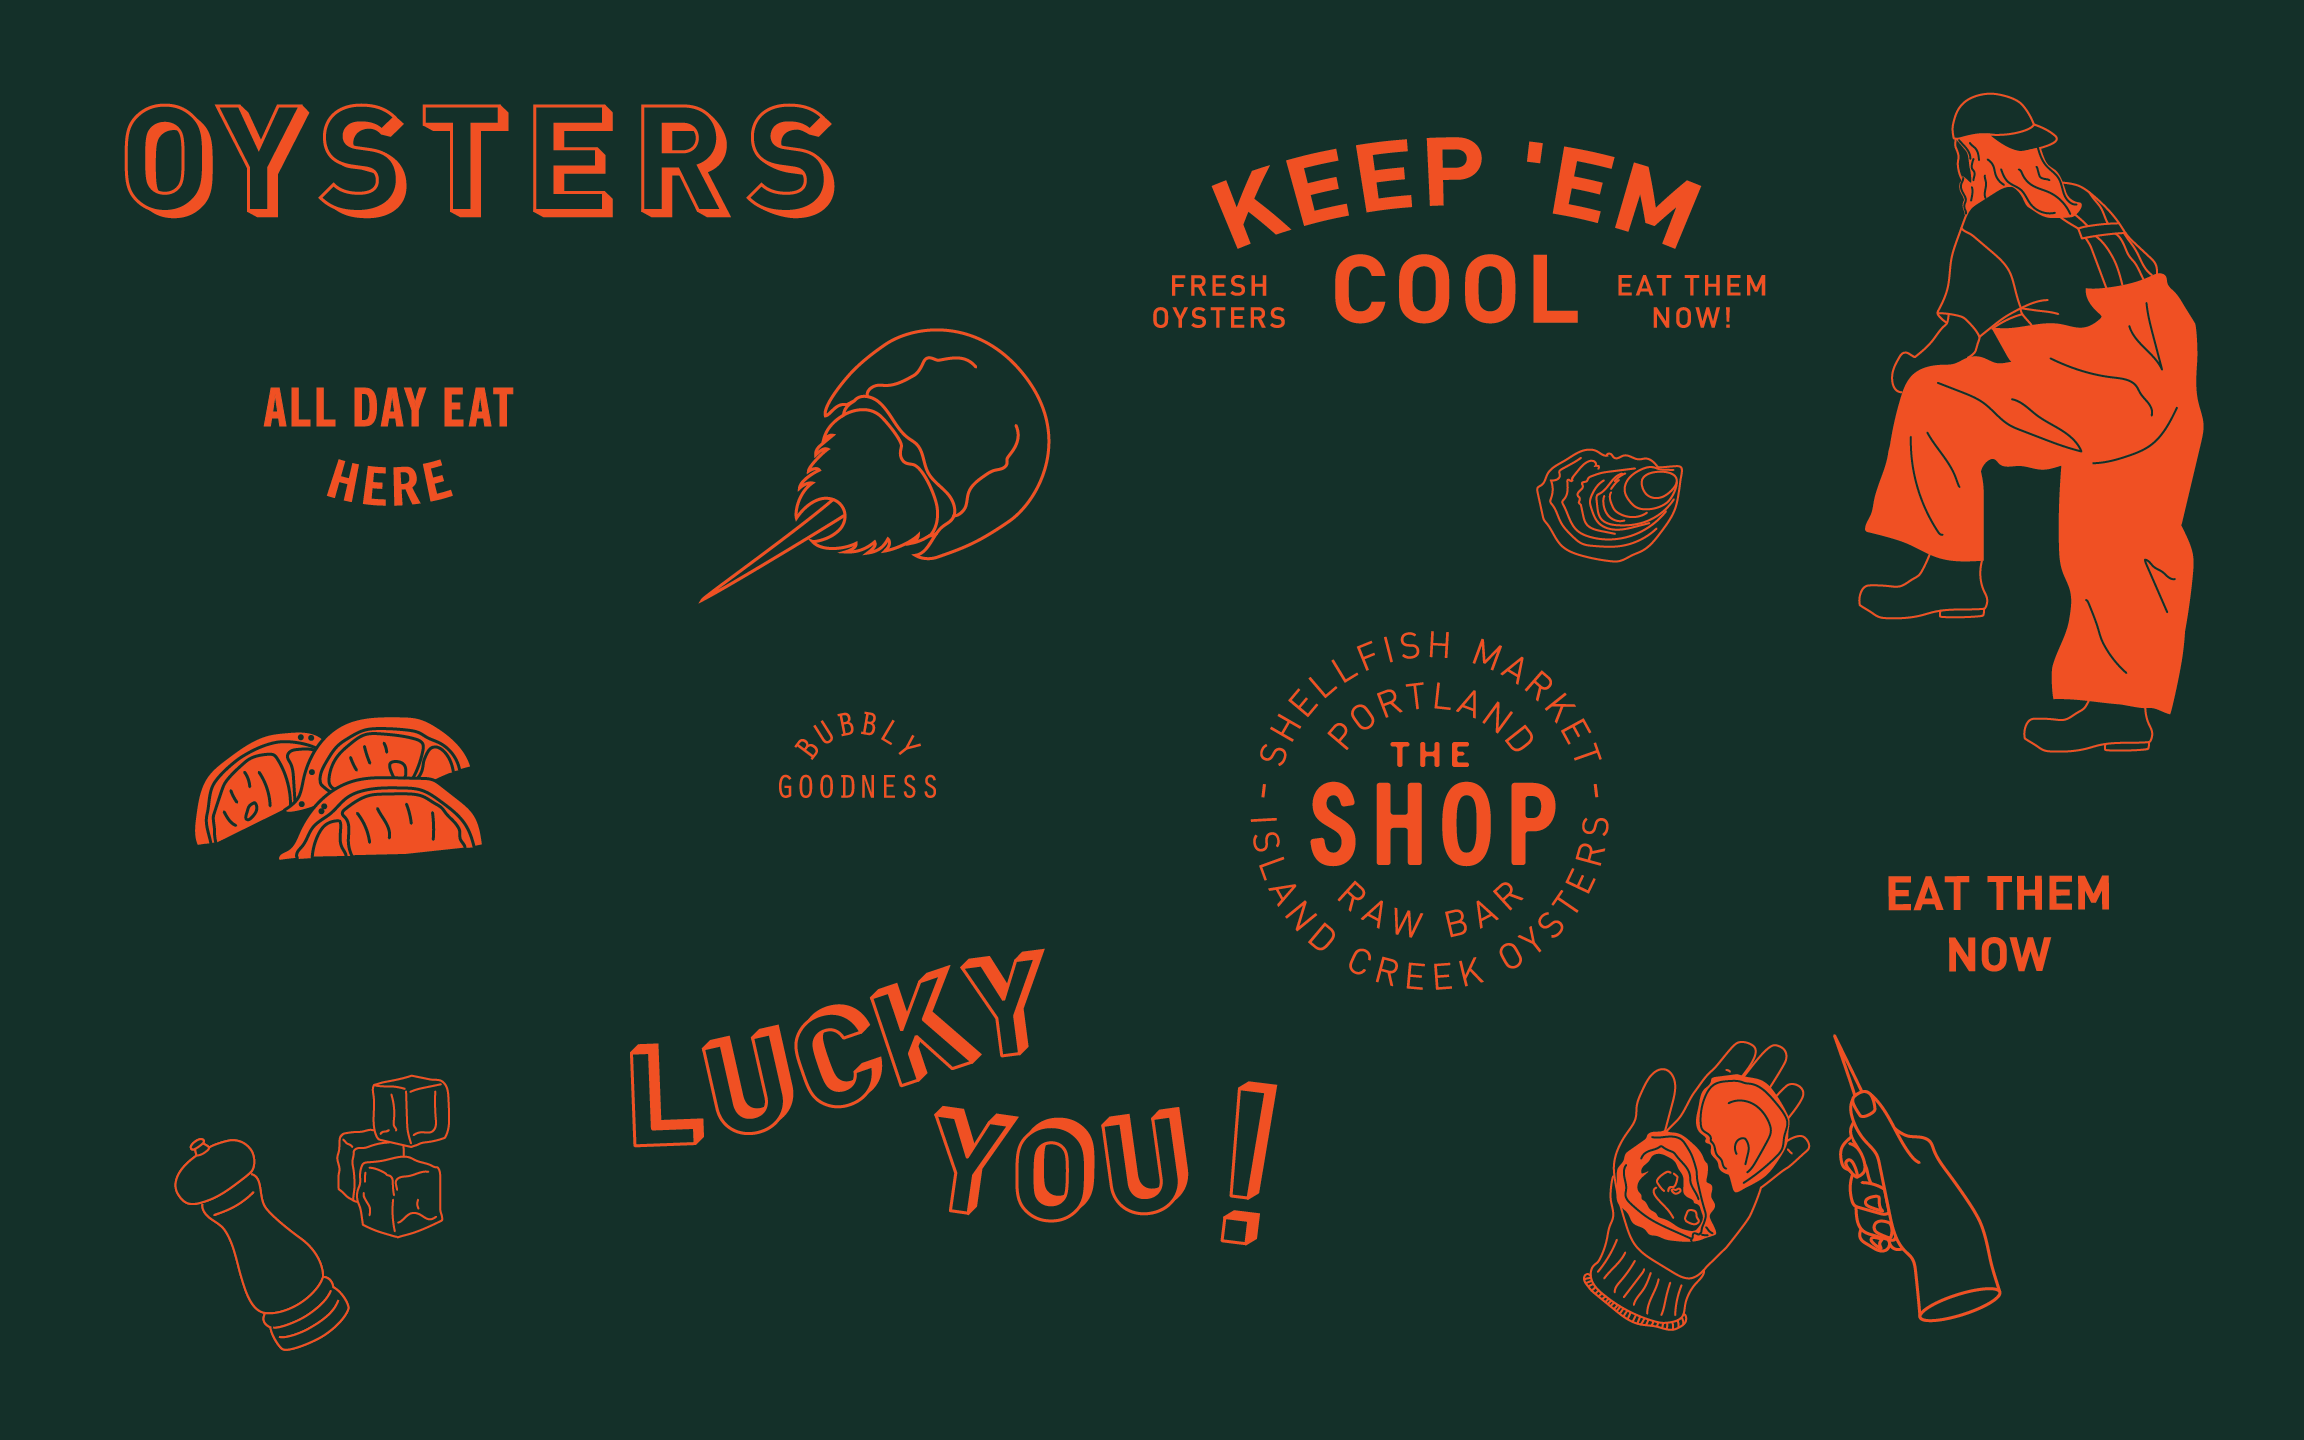 OYSTERS
KEEP 'EM
COOL
FRESH
OYSTERS
EAT THEM
NOW!
ALL DAY EAT
HERE
BUBBLY
GOODNESS
SHELLFISH MARKET
PORTLAND
THE
SHOP
RAW BAR
- ISLAND CREEK OYSTERS -
EAT THEM
NOW
LUCKY
YOU!